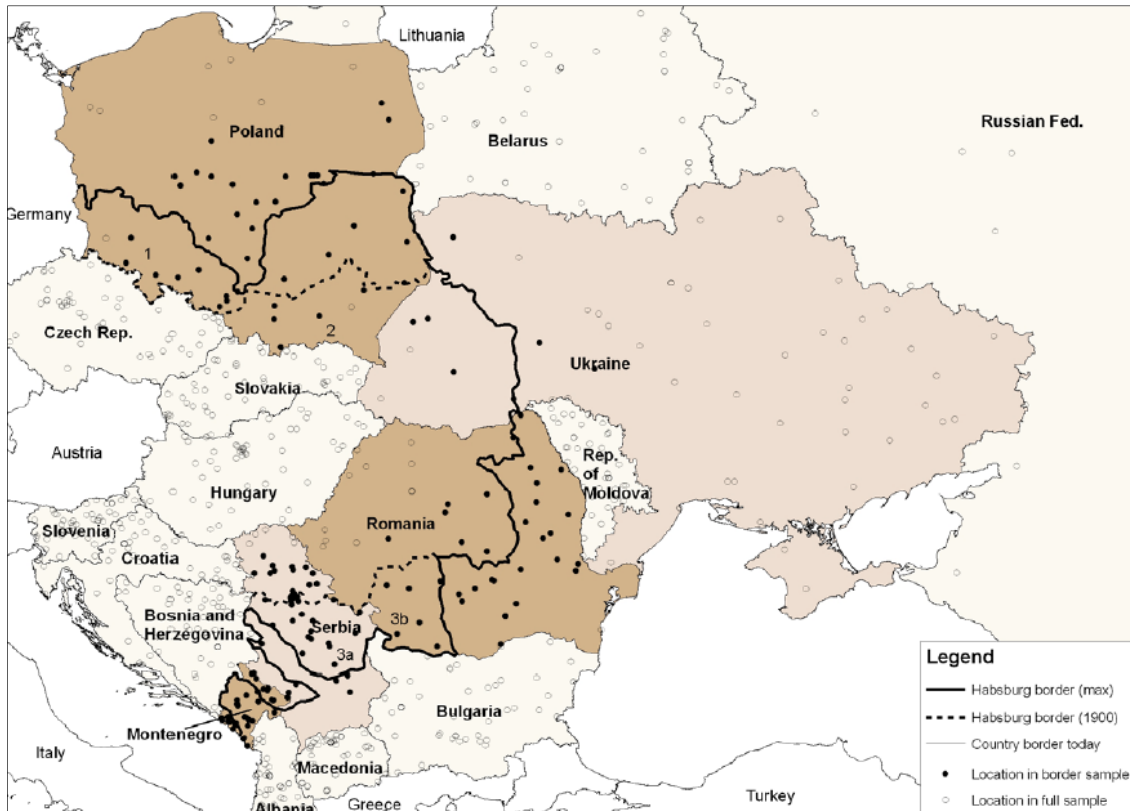 Lithuania
Poland
Belarus
Russian Fed.
Germany
1
2
Czech Rep.
Ukraine
Slovakia
Austria
Rep.
of
Moldova
Hungary
Romania
Slovenia
Croatia
Bosnia and
Herzegovina
Serbia
3b
3a
Bulgaria
Montenegro
Italy
Macedonia
Albania
Greece
Turkey
Legend
Habsburg border (max)
Habsburg border (1900)
Country border today
Location in border sample
Location in full sample